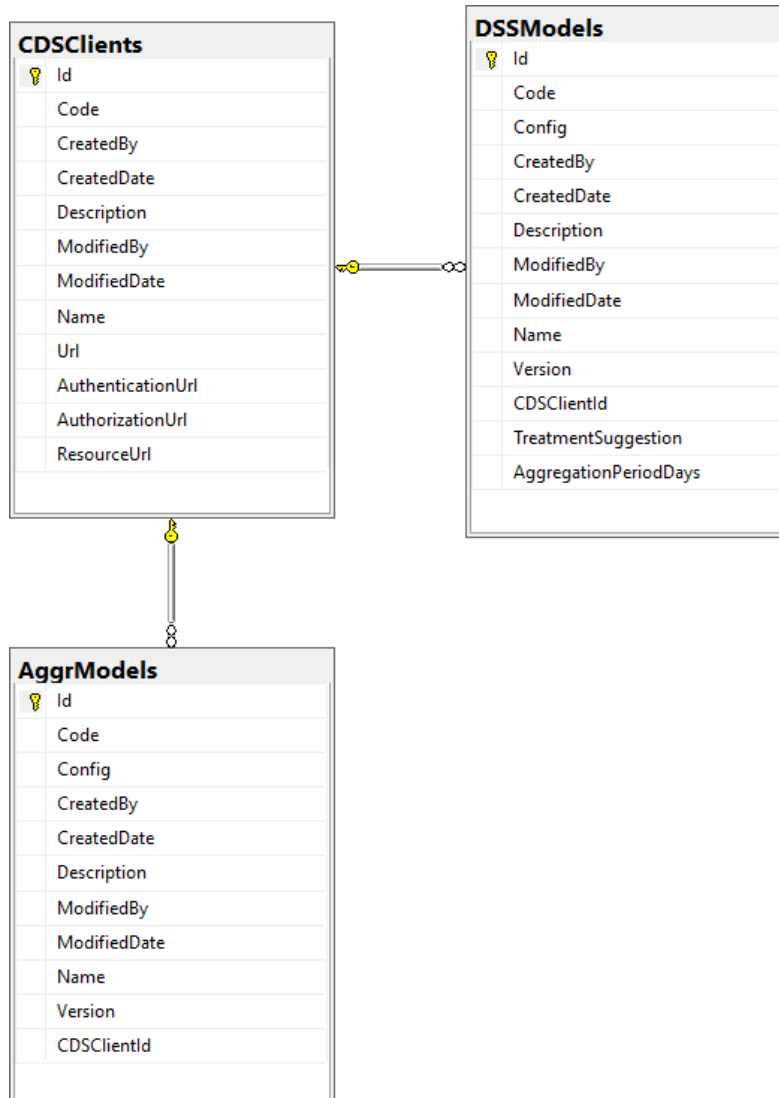 CDSClients
Id
Code
CreatedBy
CreatedDate
Description
ModifiedBy
ModifiedDate
Name
Url
AuthenticationUrl
AuthorizationUrl
ResourceUrl
DSSModels
Id
Code
Config
CreatedBy
CreatedDate
Description
ModifiedBy
ModifiedDate
Name
Version
CDSClientId
TreatmentSuggestion
AggregationPeriodDays
AggrModels
Id
Code
Config
CreatedBy
CreatedDate
Description
ModifiedBy
ModifiedDate
Name
Version
CDSClientId